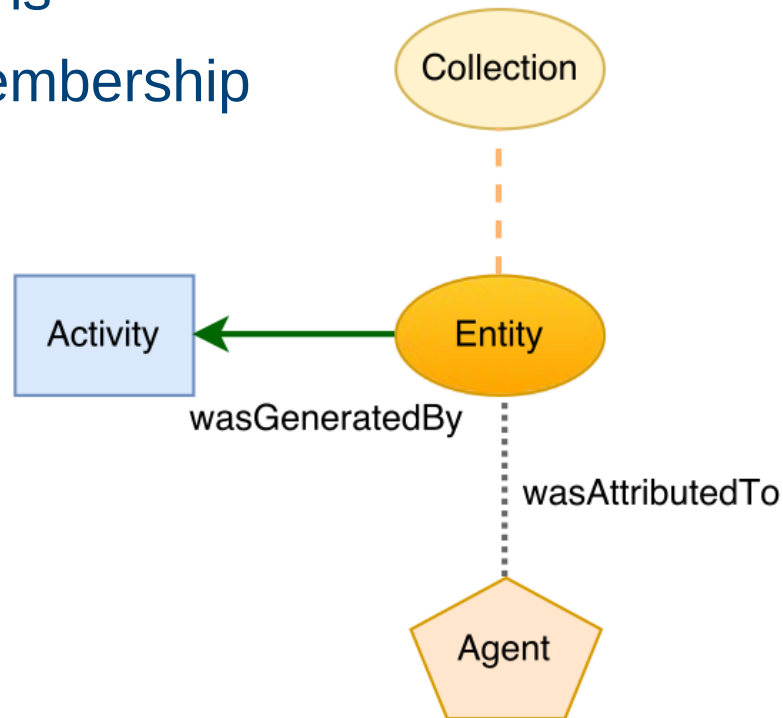 embership
Collection
Activity
Entity
wasGeneratedBy
wasAttributedTo
Agent